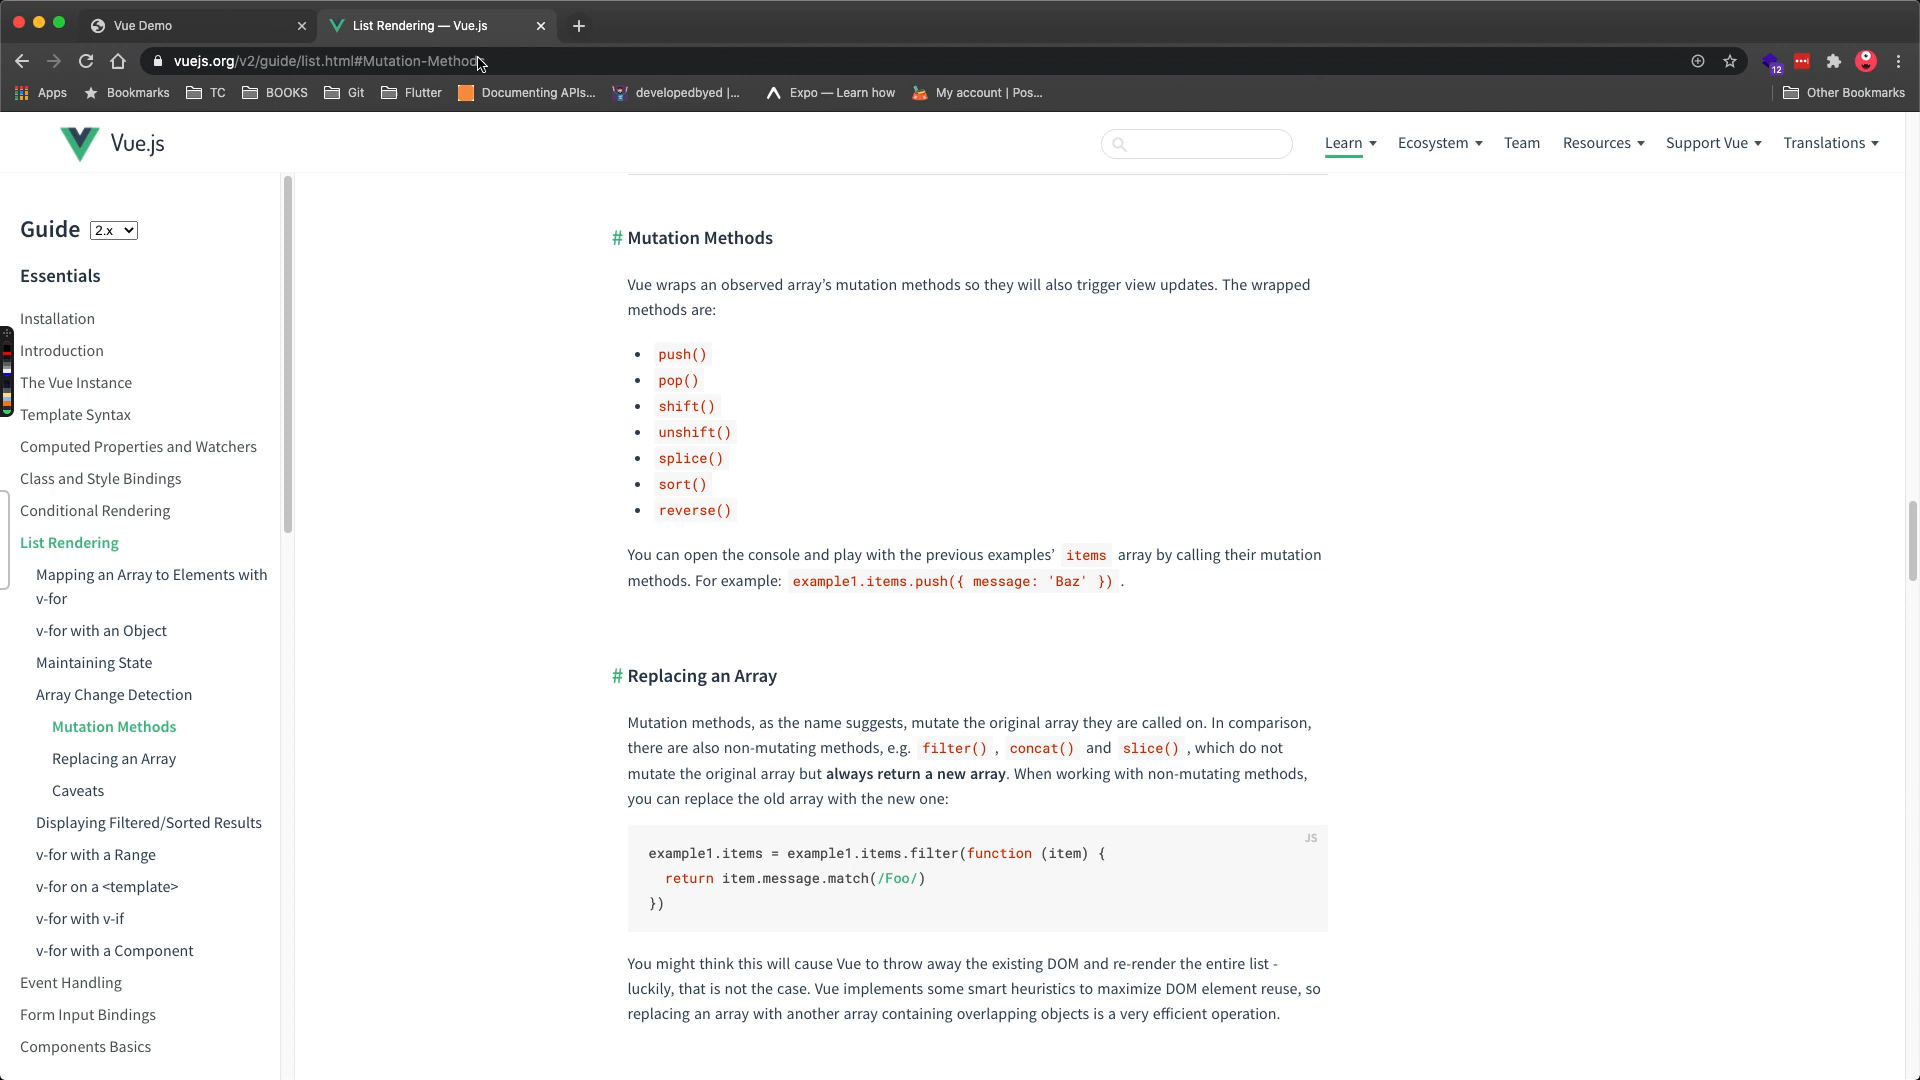 Vue Demo
List Rendering — Vue.js
vuejs.org/v2/guide/list.html#Mutation-Methods
12
Apps
Bookmarks
TC
BOOKS
Git
Flutter
Documenting APIs...
developedbyed |...
Expo — Learn how
My account | Pos...
Other Bookmarks
Vue.js
Learn
Ecosystem
Team
Resources
Support Vue
Translations
Guide 2.x
Essentials
Installation
Introduction
The Vue Instance
Template Syntax
Computed Properties and Watchers
Class and Style Bindings
Conditional Rendering
List Rendering
Mapping an Array to Elements with
v-for
v-for with an Object
Maintaining State
Array Change Detection
Mutation Methods
Replacing an Array
Caveats
Displaying Filtered/Sorted Results
v-for with a Range
v-for on a <template>
v-for with v-if
v-for with a Component
Event Handling
Form Input Bindings
Components Basics
# Mutation Methods
Vue wraps an observed array’s mutation methods so they will also trigger view updates. The wrapped
methods are:
• push()
• pop()
• shift()
• unshift()
• splice()
• sort()
• reverse()
You can open the console and play with the previous examples’ items array by calling their mutation
methods. For example: example1.items.push({ message: 'Baz' }) .
# Replacing an Array
Mutation methods, as the name suggests, mutate the original array they are called on. In comparison,
there are also non-mutating methods, e.g. filter() , concat() and slice() , which do not
mutate the original array but always return a new array. When working with non-mutating methods,
you can replace the old array with the new one:
JS
example1.items = example1.items.filter(function (item) {
return item.message.match(/Foo/)
})
You might think this will cause Vue to throw away the existing DOM and re-render the entire list -
luckily, that is not the case. Vue implements some smart heuristics to maximize DOM element reuse, so
replacing an array with another array containing overlapping objects is a very efficient operation.